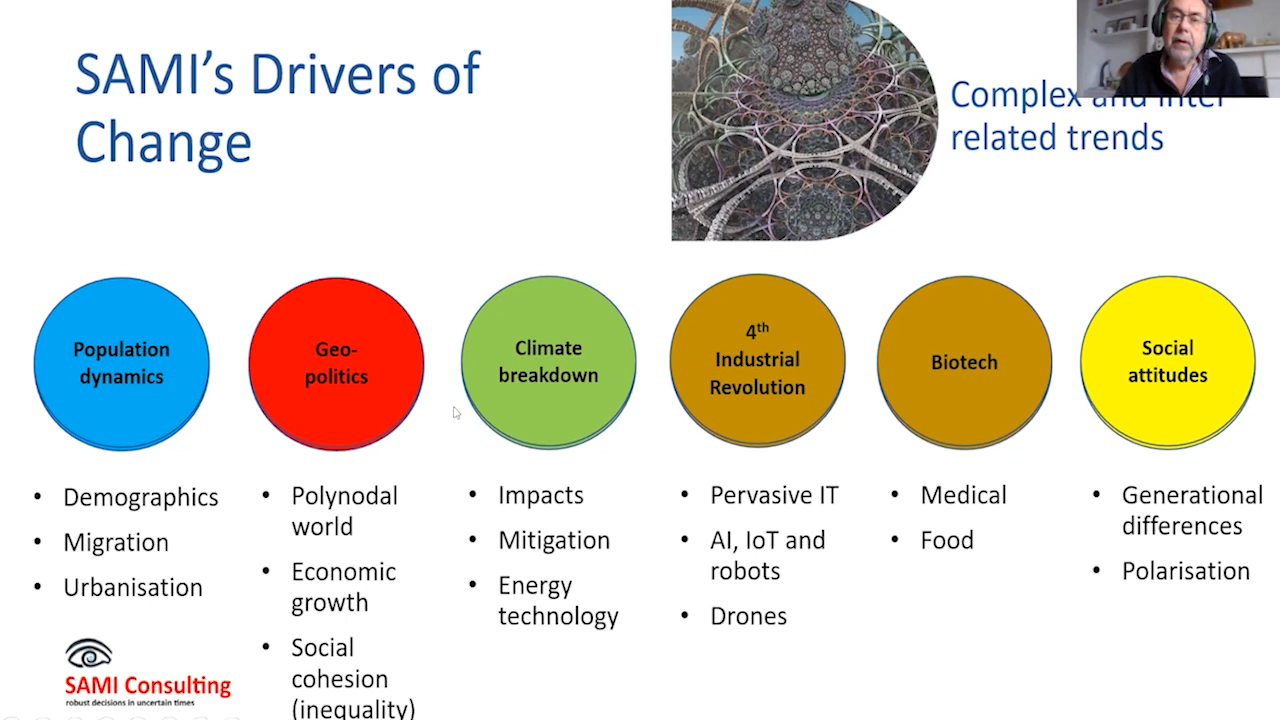 SAMI's Drivers of
Change
Complex and inter
related trends
Population
dynamics
Geo-
politics
Climate
breakdown
4th
Industrial
Revolution
Biotech
Social
attitudes
• Demographics
• Migration
• Urbanisation
• Polynodal
world
• Economic
growth
• Social
cohesion
(inequality)
• Impacts
• Mitigation
• Energy
technology
• Pervasive IT
• AI, IoT and
robots
• Drones
• Medical
• Food
• Generational
differences
• Polarisation
SAMI Consulting
robust decisions in uncertain times